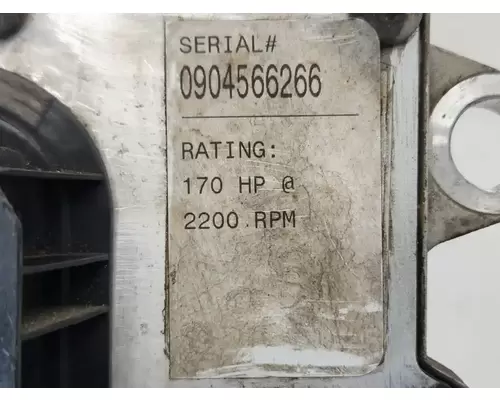 SERIAL#
0904566266
RATING:
170 HP @
2200 RPM